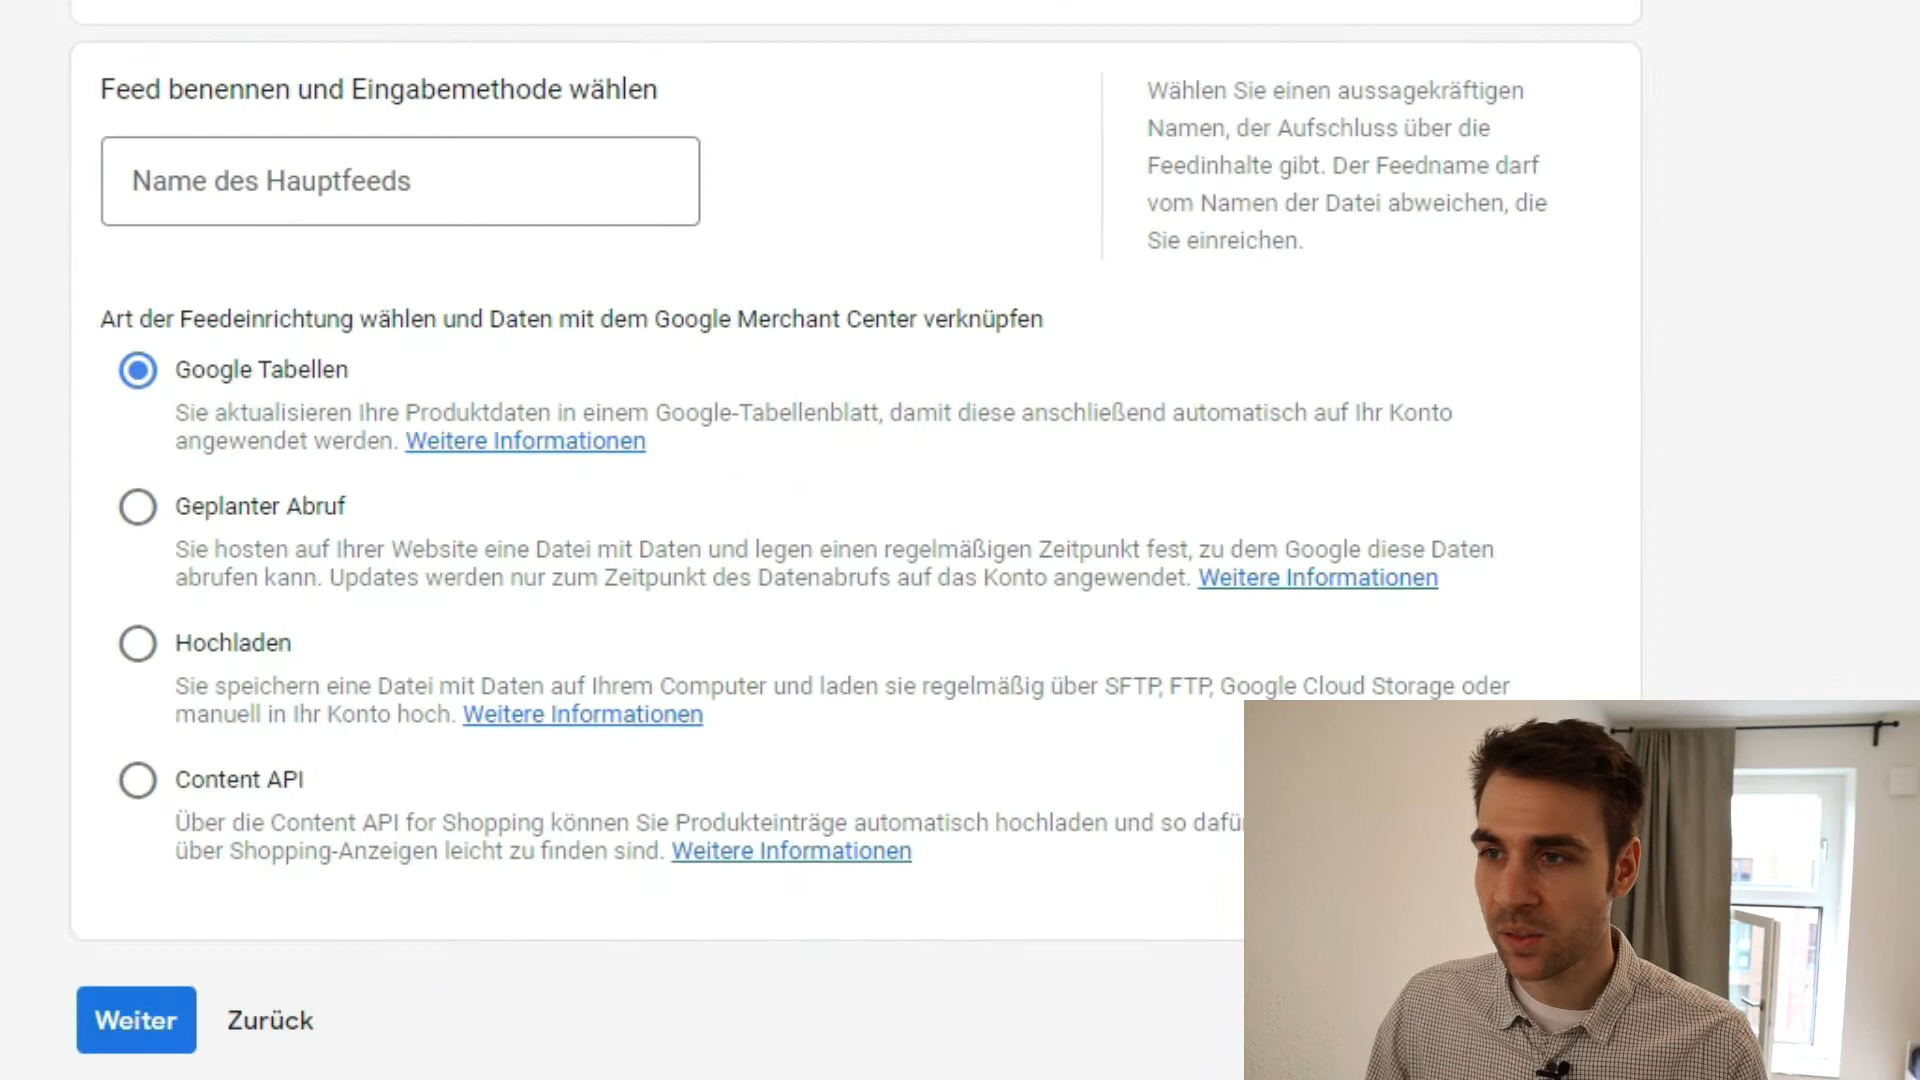 Feed benennen und Eingabemethode wählen
Name des Hauptfeeds
Wählen Sie einen aussagekräftigen
Namen, der Aufschluss über die
Feedinhalte gibt. Der Feedname darf
vom Namen der Datei abweichen, die
Sie einreichen.
Art der Feedeinrichtung wählen und Daten mit dem Google Merchant Center verknüpfen
Google Tabellen
Sie aktualisieren Ihre Produktdaten in einem Google-Tabellenblatt, damit diese anschließend automatisch auf Ihr Konto
angewendet werden. Weitere Informationen
Geplanter Abruf
Sie hosten auf Ihrer Website eine Datei mit Daten und legen einen regelmäßigen Zeitpunkt fest, zu dem Google diese Daten
abrufen kann. Updates werden nur zum Zeitpunkt des Datenabrufs auf das Konto angewendet. Weitere Informationen
Hochladen
Sie speichern eine Datei mit Daten auf Ihrem Computer und laden sie regelmäßig über SFTP, FTP, Google Cloud Storage oder
manuell in Ihr Konto hoch. Weitere Informationen
Content API
Über die Content API for Shopping können Sie Produkteinträge automatisch hochladen und so
über Shopping-Anzeigen leicht zu finden sind. Weitere Informationen
Weiter
Zurück